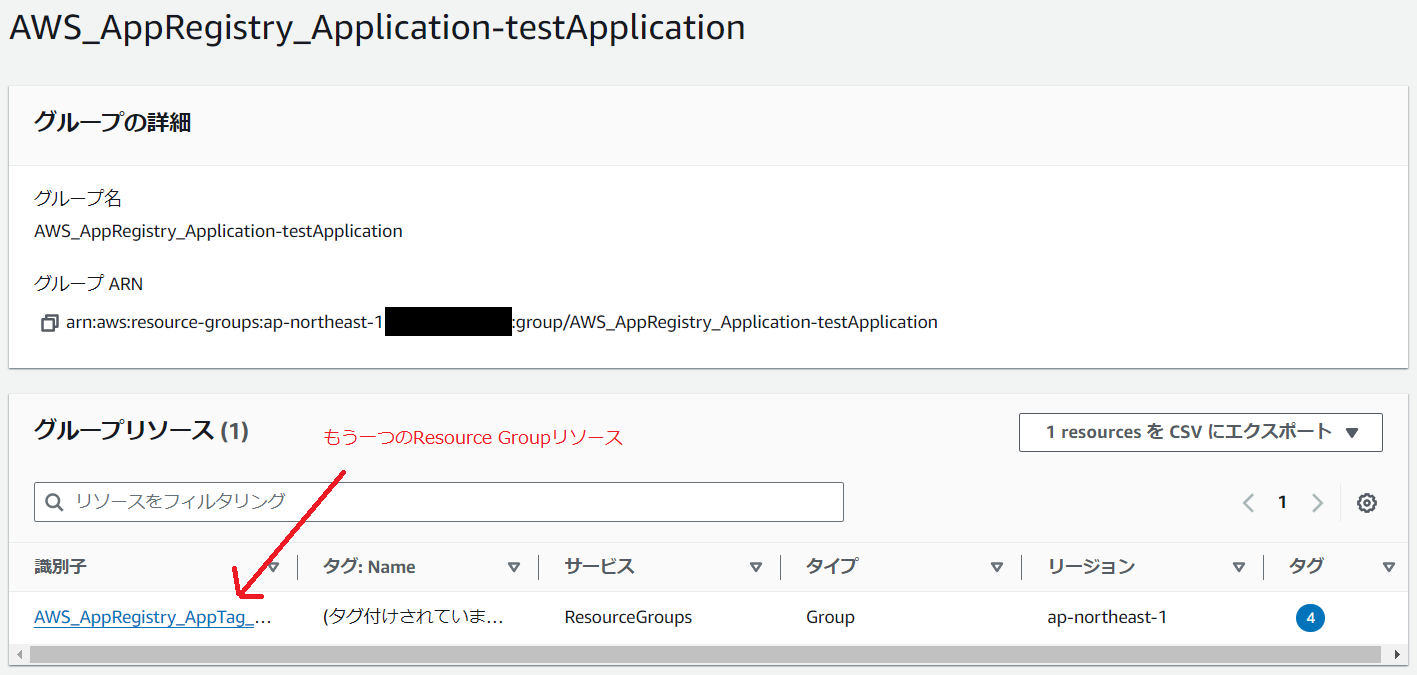 AWS_AppRegistry_Application-testApplication
グループの詳細
グループ名
AWS_AppRegistry_Application-testApplication
グループ ARN
arn:aws:resource-groups:ap-northeast-1 :group/AWS_AppRegistry_Application-testApplication
グループリソース (1)
もう一つのResource Groupリソース
1 resources を CSV にエクスポート
リソースをフィルタリング
1
識別子 タグ: Name サービス タイプ リージョン タグ
AWS_AppRegistry_AppTag_... (タグ付けされていま... ResourceGroups Group ap-northeast-1 4